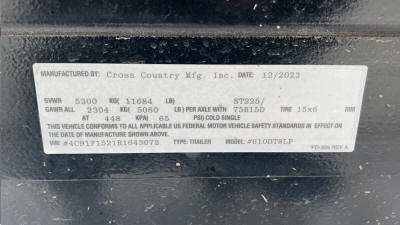 MANUFACTURED BY: Cross Country Mfg. Inc. DATE: 12/2023
GVWR 5300 KG( 11684 LB) ST225/
GAWR ALL 2304 KG( 5080 LB) PER AXLE WITH 75R15D TIRE 15x6 RIM
AT 448 KPA( 65 PSI) COLD SINGLE
THIS VEHICLE CONFORMS TO ALL APPLICABLE US FEDERAL MOTOR VEHICLE SAFETY STANDARDS IN EFFECT ON THE
DATE OF MANUFACTURE SHOWN ABOVE.
VIN: #4C91F1521R1643072 TYPE: TRAILER MODEL: #610DT8LP